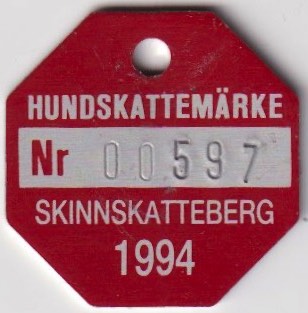 HUNDSKATTEMÄRKE
Nr 00597
SKINNSKATTEBERG
1994